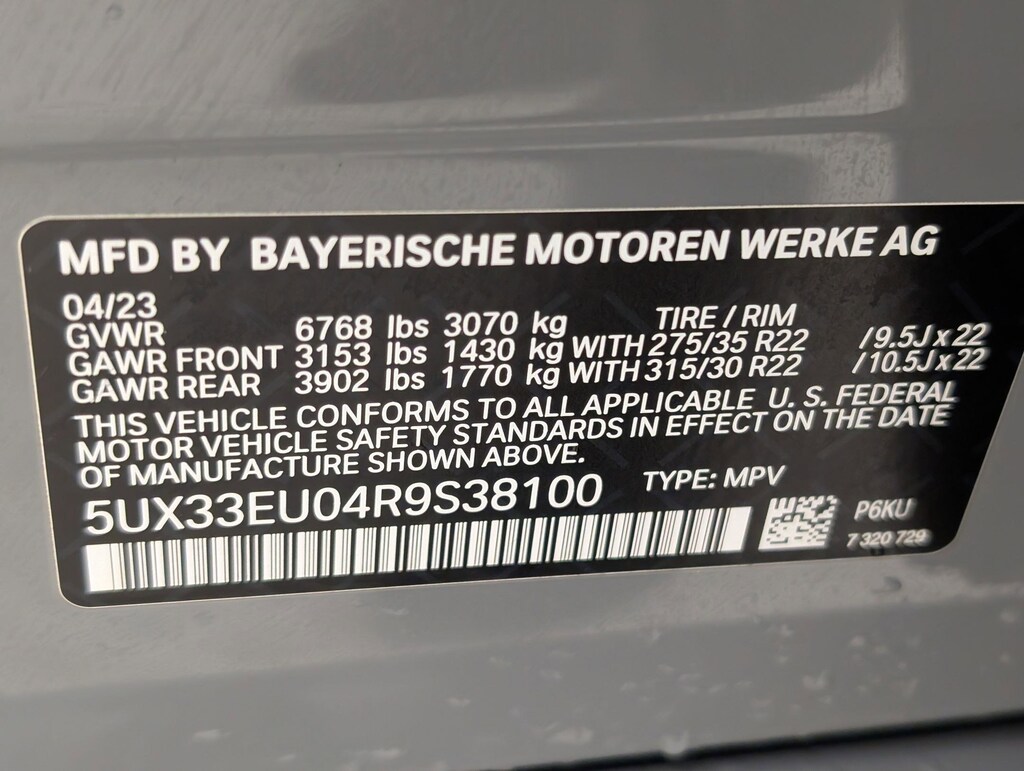 MFD BY BAYERISCHE MOTOREN WERKE AG
04/23
GVWR 6768 lbs 3070 kg TIRE / RIM
GAWR FRONT 3153 lbs 1430 kg WITH 275/35 R22 /9.5J x 22
GAWR REAR 3902 lbs 1770 kg WITH 315/30 R22 /10.5J x 22
THIS VEHICLE CONFORMS TO ALL APPLICABLE U. S. FEDERAL
MOTOR VEHICLE SAFETY STANDARDS IN EFFECT ON THE DATE
OF MANUFACTURE SHOWN ABOVE.
5UX33EU04R9S38100 TYPE: MPV
P6KU
7 320 729